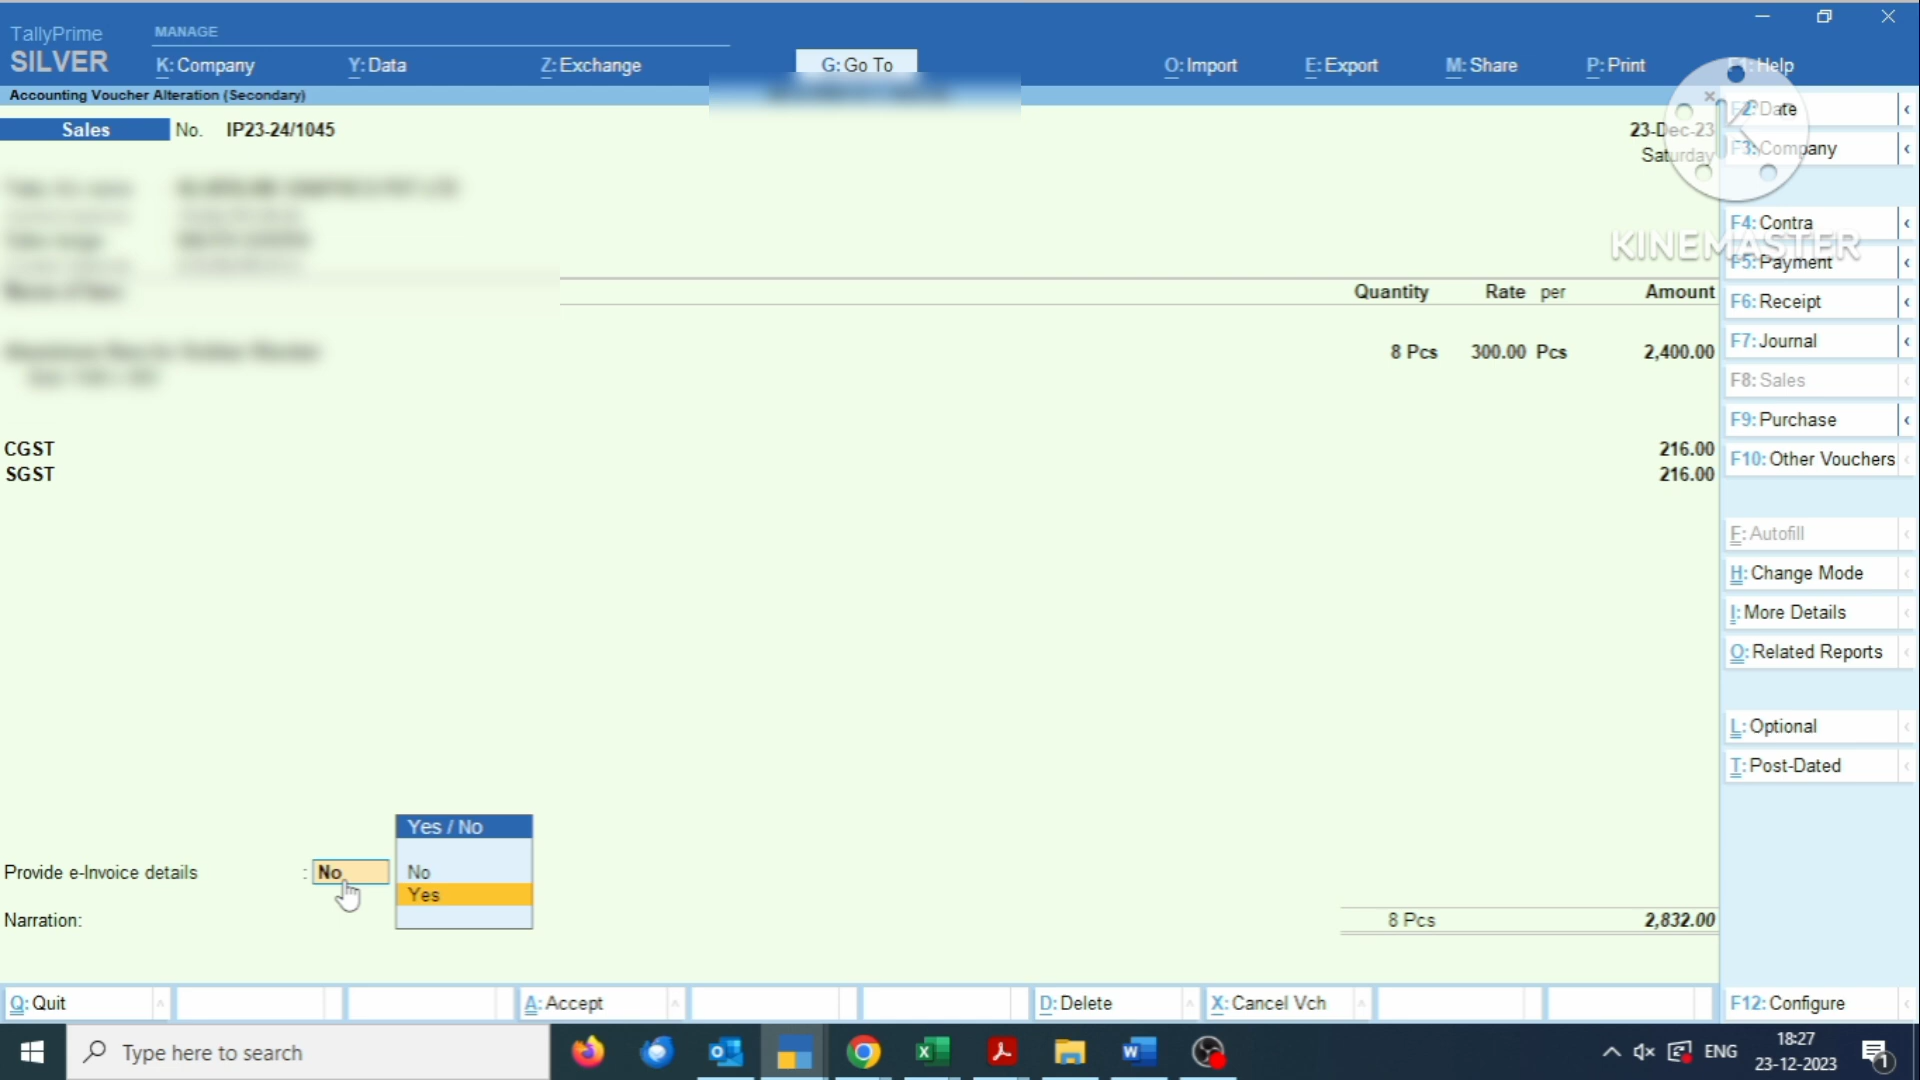 TallyPrime
MANAGE
SILVER
K: Company
Y: Data
Z: Exchange
G: Go To
O: Import
E: Export
M: Share
P: Print
F1: Help
Accounting Voucher Alteration (Secondary)
Sales No. IP23-24/1045
23-Dec-23
Saturday
Quantity Rate per Amount
8 Pcs 300.00 Pcs 2,400.00
CGST 216.00
SGST 216.00
Yes / No
No
Yes
Provide e-Invoice details : No
Narration: 8 Pcs 2,832.00
F2: Date
F3: Company
F4: Contra
KINEMASTER
F5: Payment
F6: Receipt
F7: Journal
F8: Sales
F9: Purchase
F10: Other Vouchers
F: Autofill
H: Change Mode
I: More Details
O: Related Reports
L: Optional
T: Post-Dated
Q: Quit
A: Accept
D: Delete
X: Cancel Vch
F12: Configure
Type here to search
ENG
18:27
23-12-2023
1